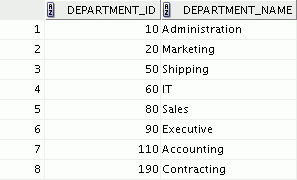 DEPARTMENT_ID DEPARTMENT_NAME
1 10 Administration
2 20 Marketing
3 50 Shipping
4 60 IT
5 80 Sales
6 90 Executive
7 110 Accounting
8 190 Contracting